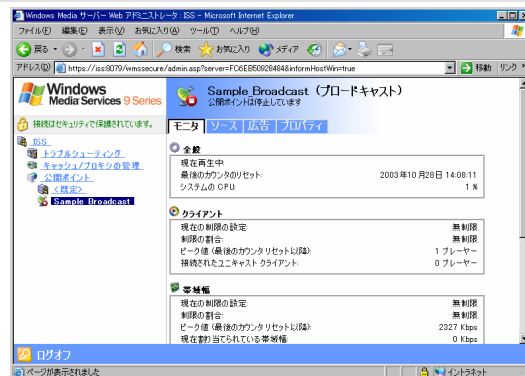 Windows Media サーバー Web アドミニストレータ : ISS - Microsoft Internet Explorer
ファイル(F) 編集(E) 表示(V) お気に入り(A) ツール(T) ヘルプ(H)
戻る 検索 お気に入り メディア
アドレス(D) https://iss:8079/wmssecure/admin.asp?server=FC6EB50928484&informHostWin=true 移動 リンク
Windows
Media Services 9 Series
Sample_Broadcast (ブロードキャスト)
公開ポイントは停止しています
接続はセキュリティで保護されています。
モニタ ソース 広告 プロパティ
ISS
トラブルシューティング
キャッシュ/プロキシの管理
公開ポイント
<既定>
Sample_Broadcast
全般
現在再生中:
最後のカウンタのリセット: 2003年10月28日 14:08:11
システムの CPU: 1 %
クライアント
現在の制限の設定: 無制限
制限の割合: 無制限
ピーク値 (最後のカウンタ リセット以降): 1 プレーヤー
接続されたユニキャスト クライアント: 0 プレーヤー
帯域幅
現在の制限の設定: 無制限
制限の割合: 無制限
ピーク値 (最後のカウンタ リセット以降): 2327 Kbps
現在割り当てられている帯域幅: 0 Kbps
ログオフ
ページが表示されました イントラネット